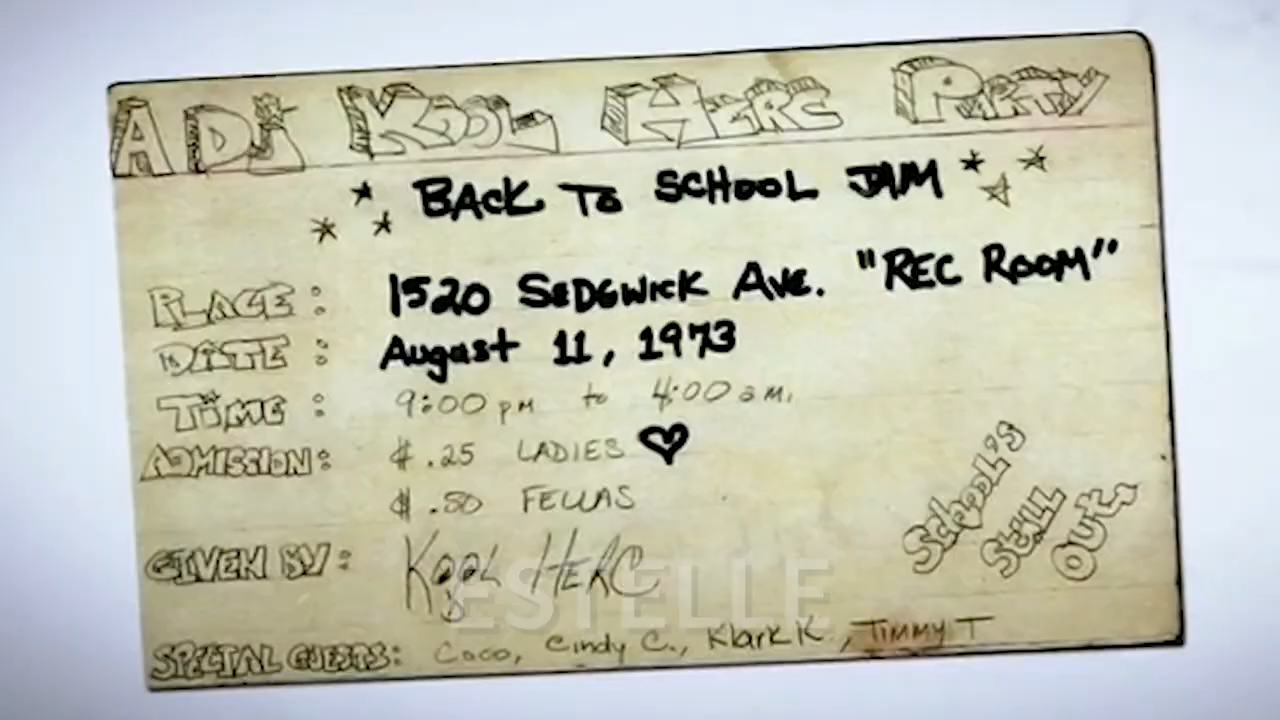 A DJ KOOL HERC PARTY
BACK TO SCHOOL JAM
PLACE: 1520 SEDGWICK AVE. "REC ROOM"
DATE: August 11, 1973
TIME: 9:00 pm to 4:00 am.
ADMISSION: $.25 LADIES
$.50 FELLAS
School's
STiLL
Out
GIVEN BY: KOOL HERC
ESTELLE
SPECIAL GUESTS: Coco, Cindy C., Klark K., Timmy T